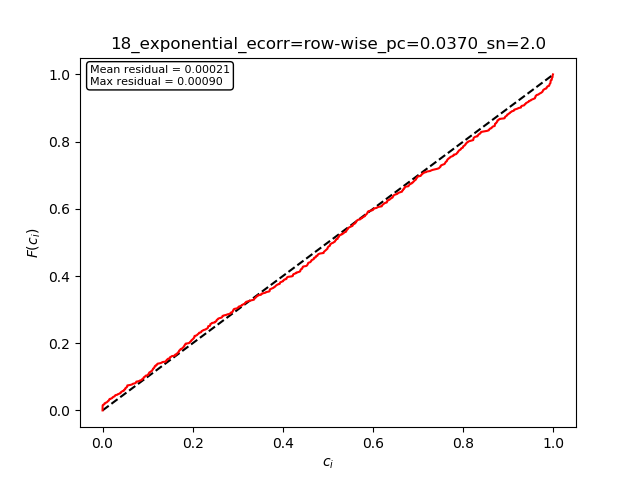 18_exponential_ecorr=row-wise_pc=0.0370_sn=2.0
Mean residual = 0.00021
Max residual = 0.00090
1.0
0.8
0.6
0.4
0.2
0.0
F(c_i)
0.0 0.2 0.4 0.6 0.8 1.0
c_i